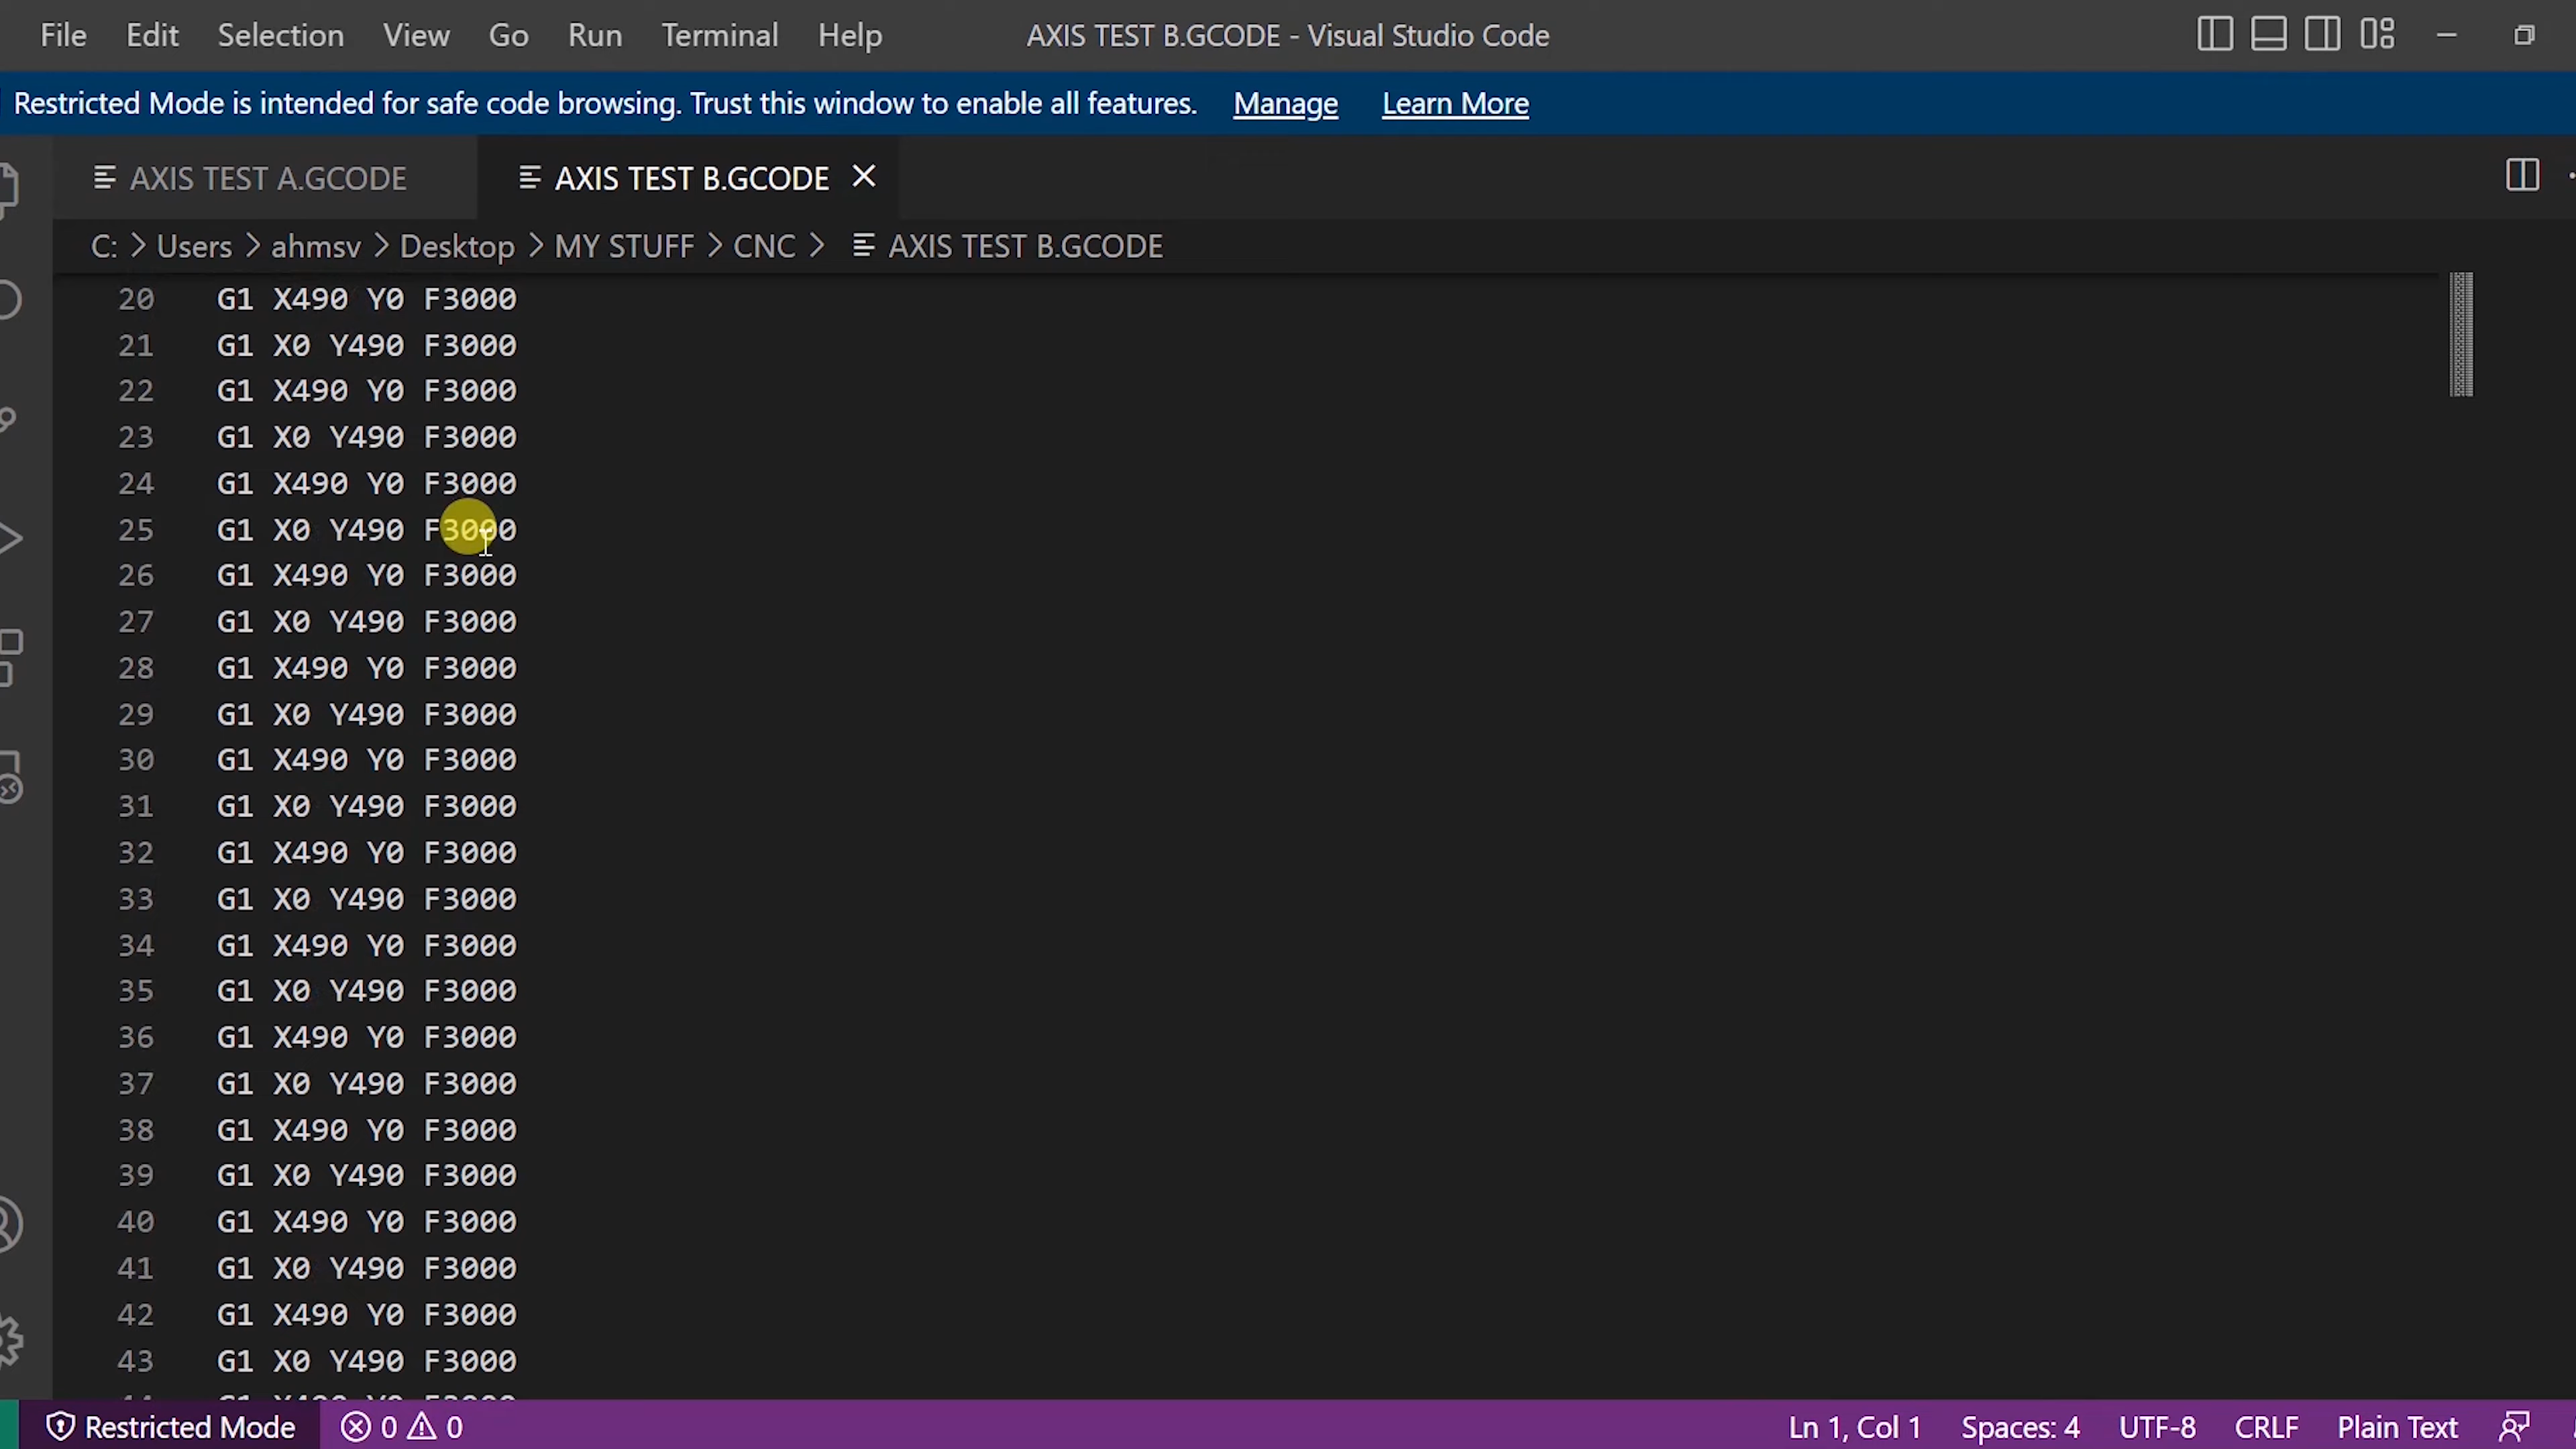 File Edit Selection View Go Run Terminal Help AXIS TEST B.GCODE - Visual Studio Code
Restricted Mode is intended for safe code browsing. Trust this window to enable all features. Manage Learn More
AXIS TEST A.GCODE AXIS TEST B.GCODE
C: > Users > ahmsv > Desktop > MY STUFF > CNC > AXIS TEST B.GCODE
20 G1 X490 Y0 F3000
21 G1 X0 Y490 F3000
22 G1 X490 Y0 F3000
23 G1 X0 Y490 F3000
24 G1 X490 Y0 F3000
25 G1 X0 Y490 F3000
26 G1 X490 Y0 F3000
27 G1 X0 Y490 F3000
28 G1 X490 Y0 F3000
29 G1 X0 Y490 F3000
30 G1 X490 Y0 F3000
31 G1 X0 Y490 F3000
32 G1 X490 Y0 F3000
33 G1 X0 Y490 F3000
34 G1 X490 Y0 F3000
35 G1 X0 Y490 F3000
36 G1 X490 Y0 F3000
37 G1 X0 Y490 F3000
38 G1 X490 Y0 F3000
39 G1 X0 Y490 F3000
40 G1 X490 Y0 F3000
41 G1 X0 Y490 F3000
42 G1 X490 Y0 F3000
43 G1 X0 Y490 F3000
Restricted Mode 0 0 Ln 1, Col 1 Spaces: 4 UTF-8 CRLF Plain Text